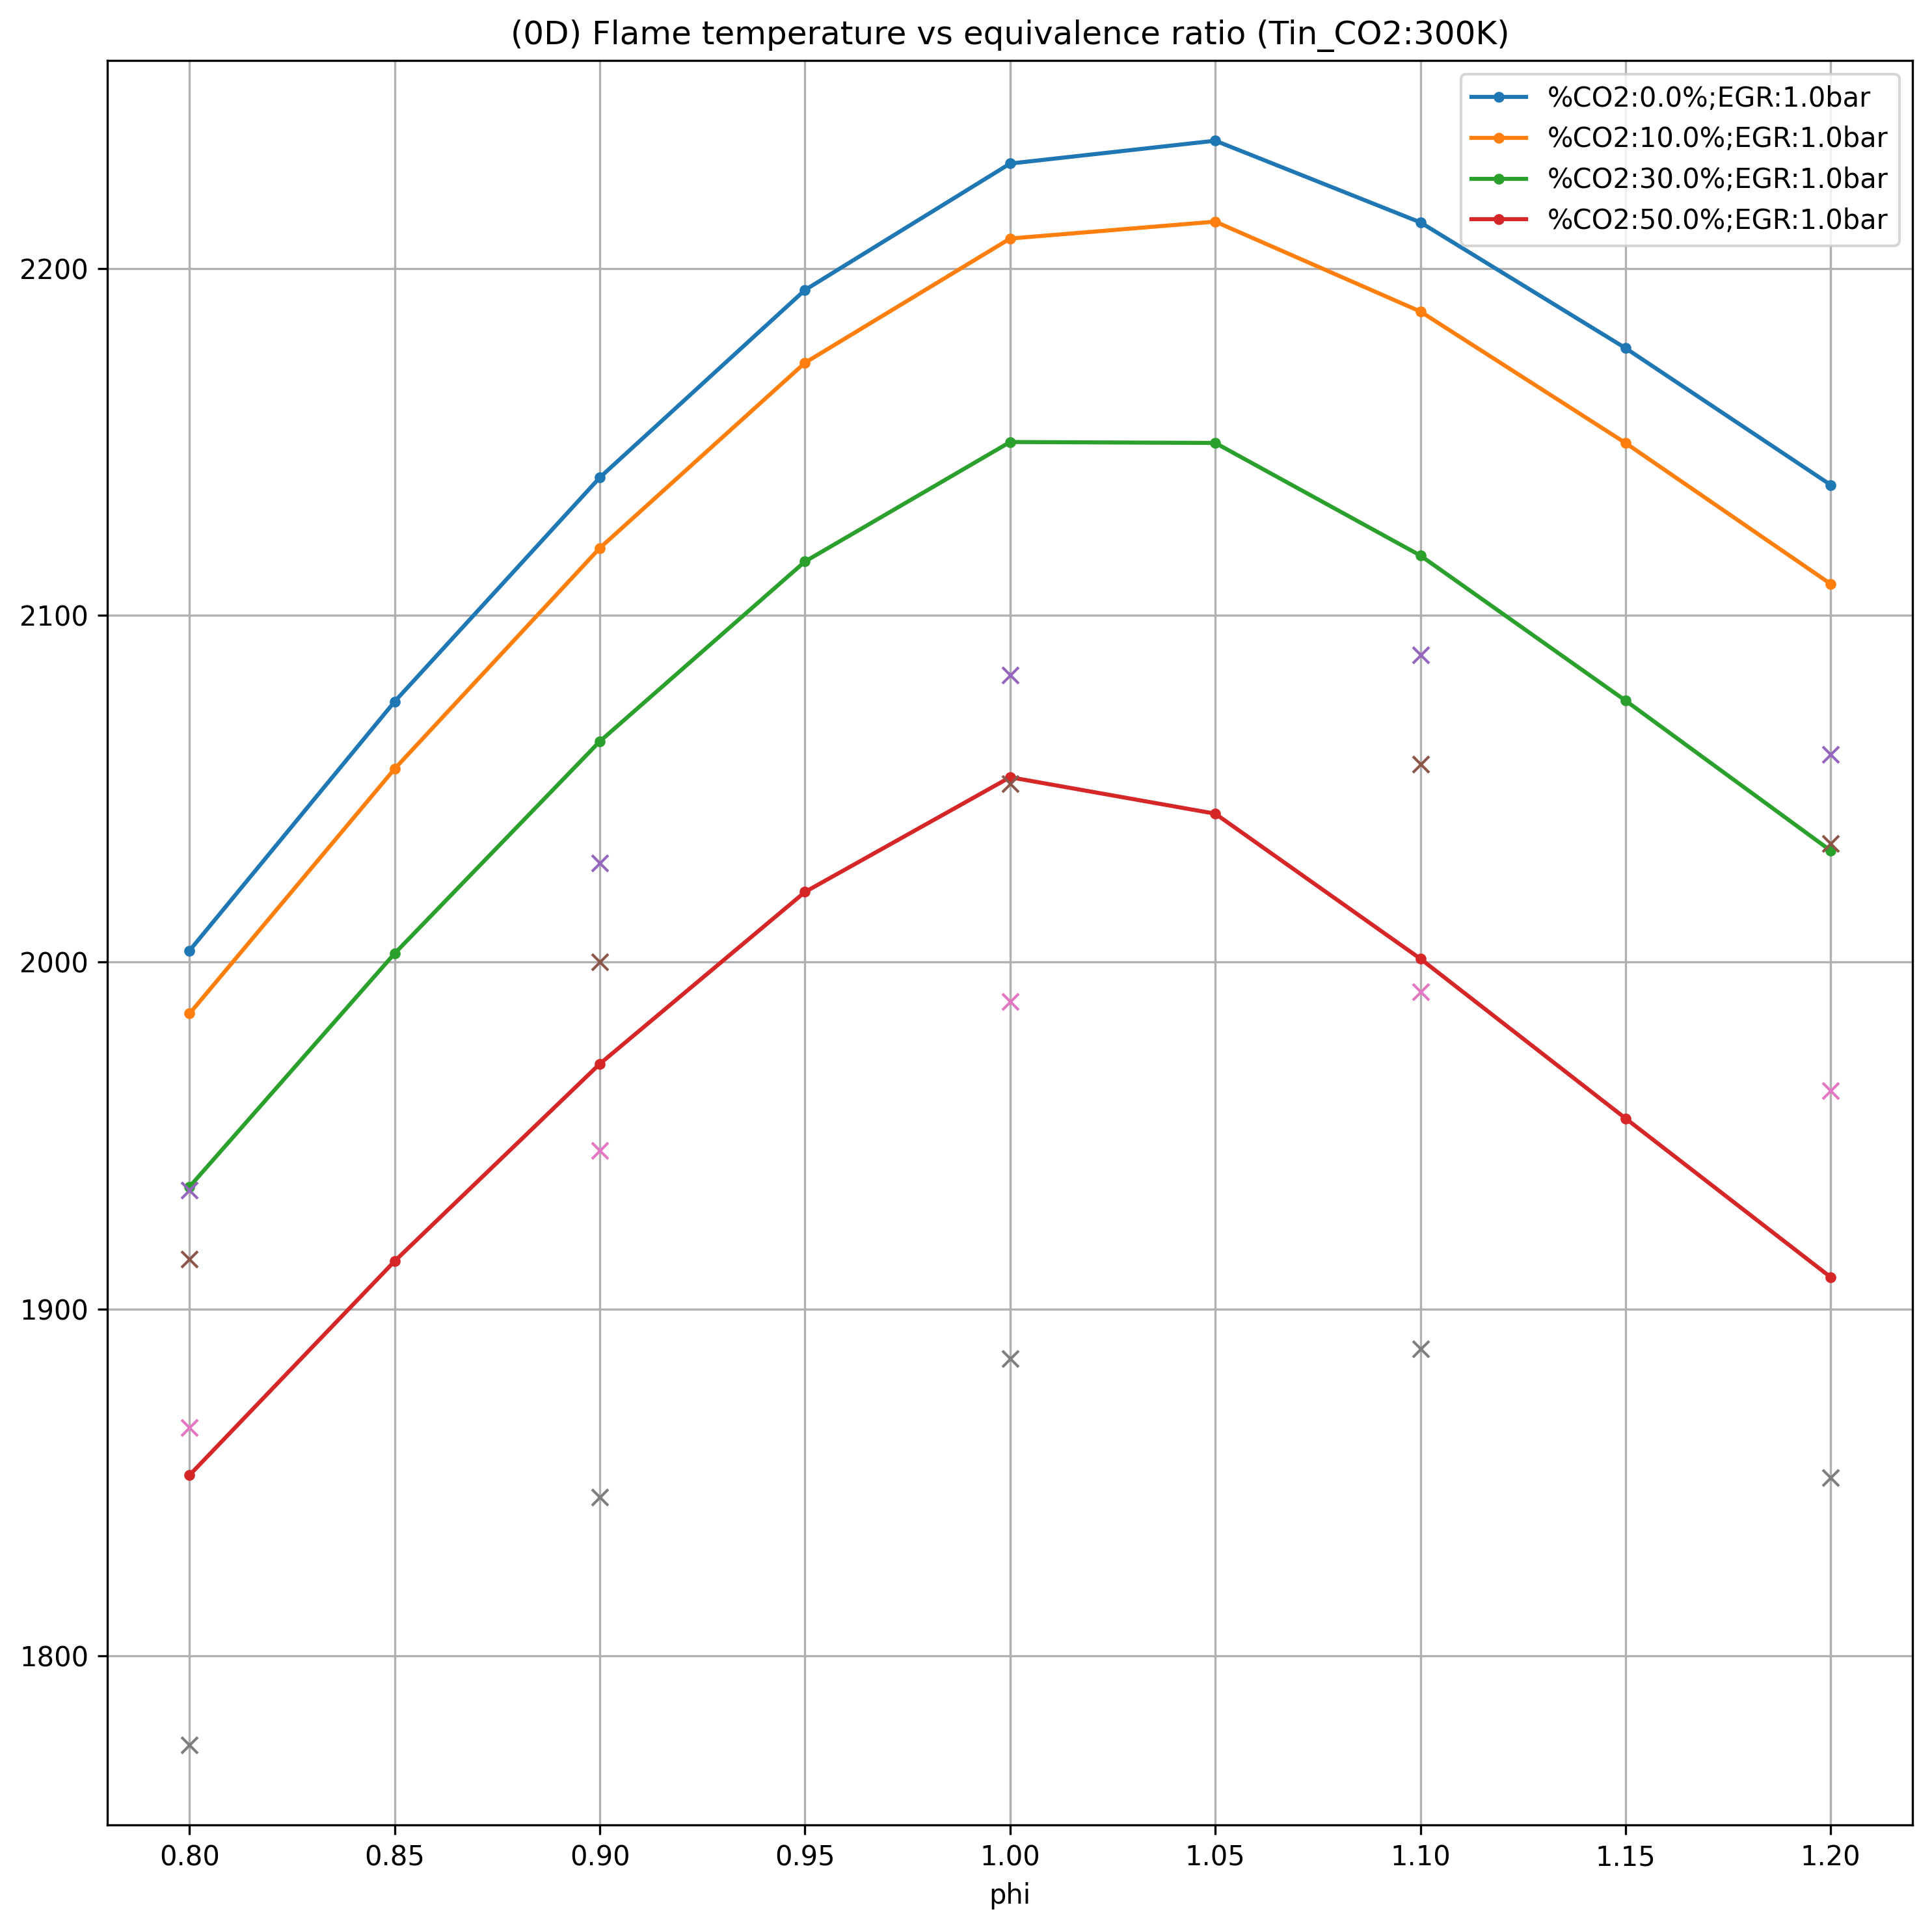 (0D) Flame temperature vs equivalence ratio (Tin_CO2:300K)
%CO2:0.0%;EGR:1.0bar
%CO2:10.0%;EGR:1.0bar
%CO2:30.0%;EGR:1.0bar
%CO2:50.0%;EGR:1.0bar
2200
2100
2000
1900
1800
0.80 0.85 0.90 0.95 1.00 1.05 1.10 1.15 1.20
phi